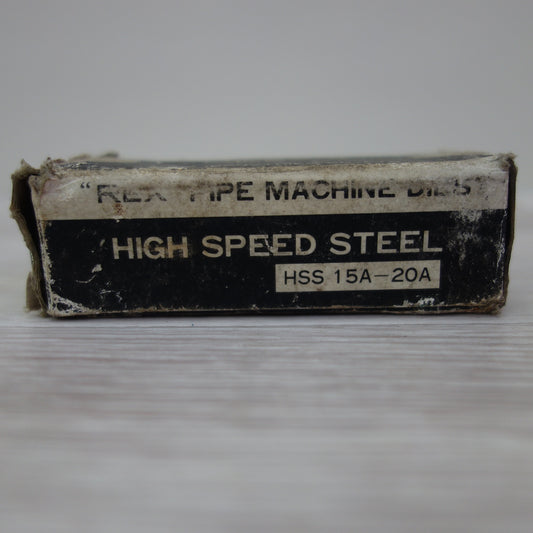 "REX" PIPE MACHINE DIES"
HIGH SPEED STEEL
HSS 15A-20A